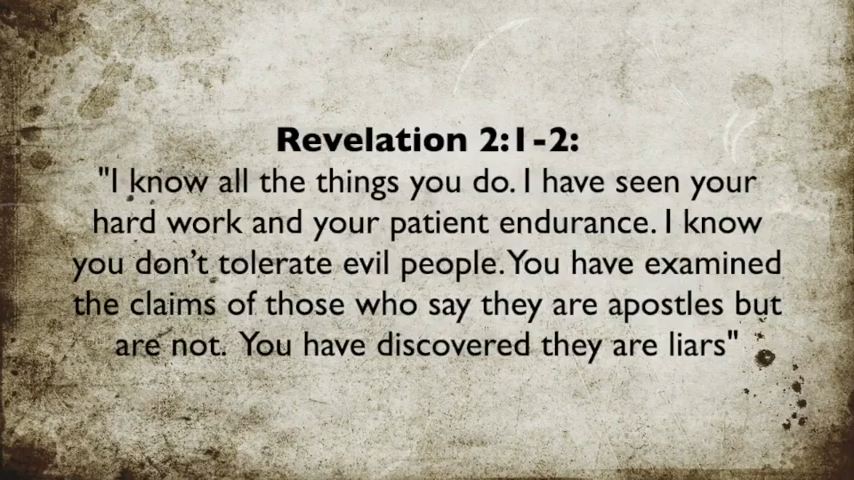 Revelation 2:1-2:
"I know all the things you do. I have seen your
hard work and your patient endurance. I know
you don’t tolerate evil people. You have examined
the claims of those who say they are apostles but
are not.  You have discovered they are liars"